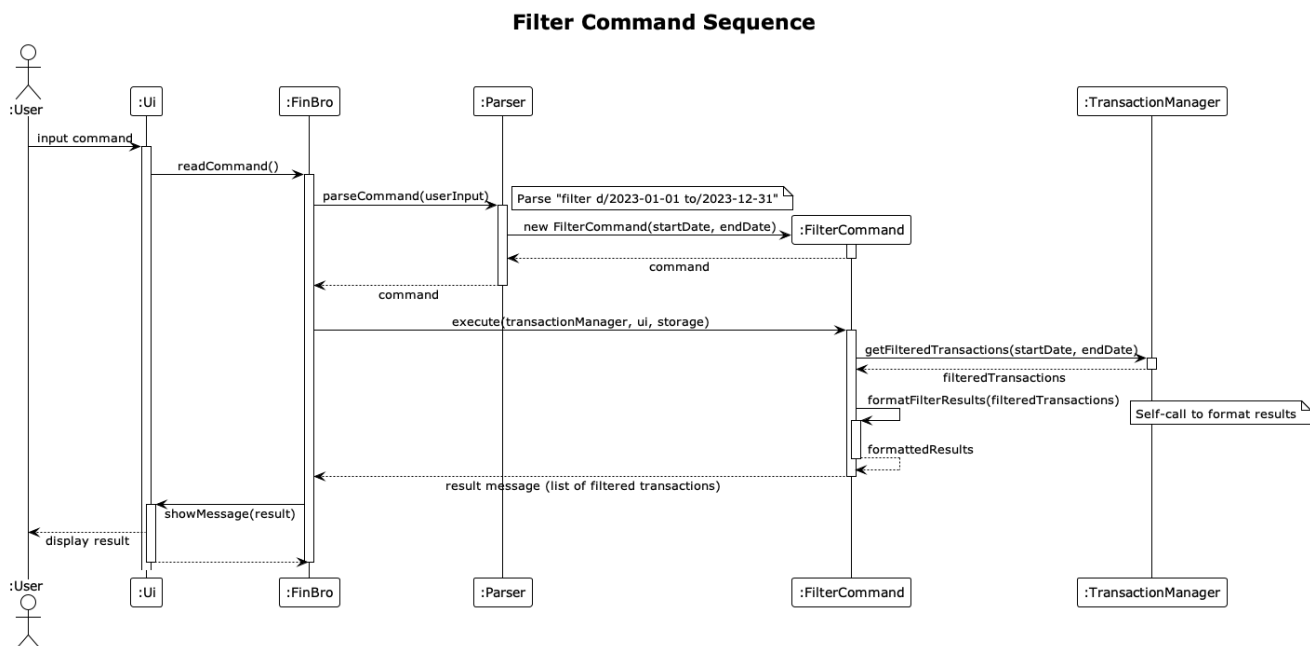 Filter Command Sequence
:User
:Ui
:FinBro
:Parser
:TransactionManager
input command
readCommand()
parseCommand(userInput)
Parse "filter d/2023-01-01 to/2023-12-31"
new FilterCommand(startDate, endDate)
:FilterCommand
command
command
execute(transactionManager, ui, storage)
getFilteredTransactions(startDate, endDate)
filteredTransactions
formatFilterResults(filteredTransactions)
Self-call to format results
formattedResults
result message (list of filtered transactions)
showMessage(result)
display result
:User
:Ui
:FinBro
:Parser
:FilterCommand
:TransactionManager